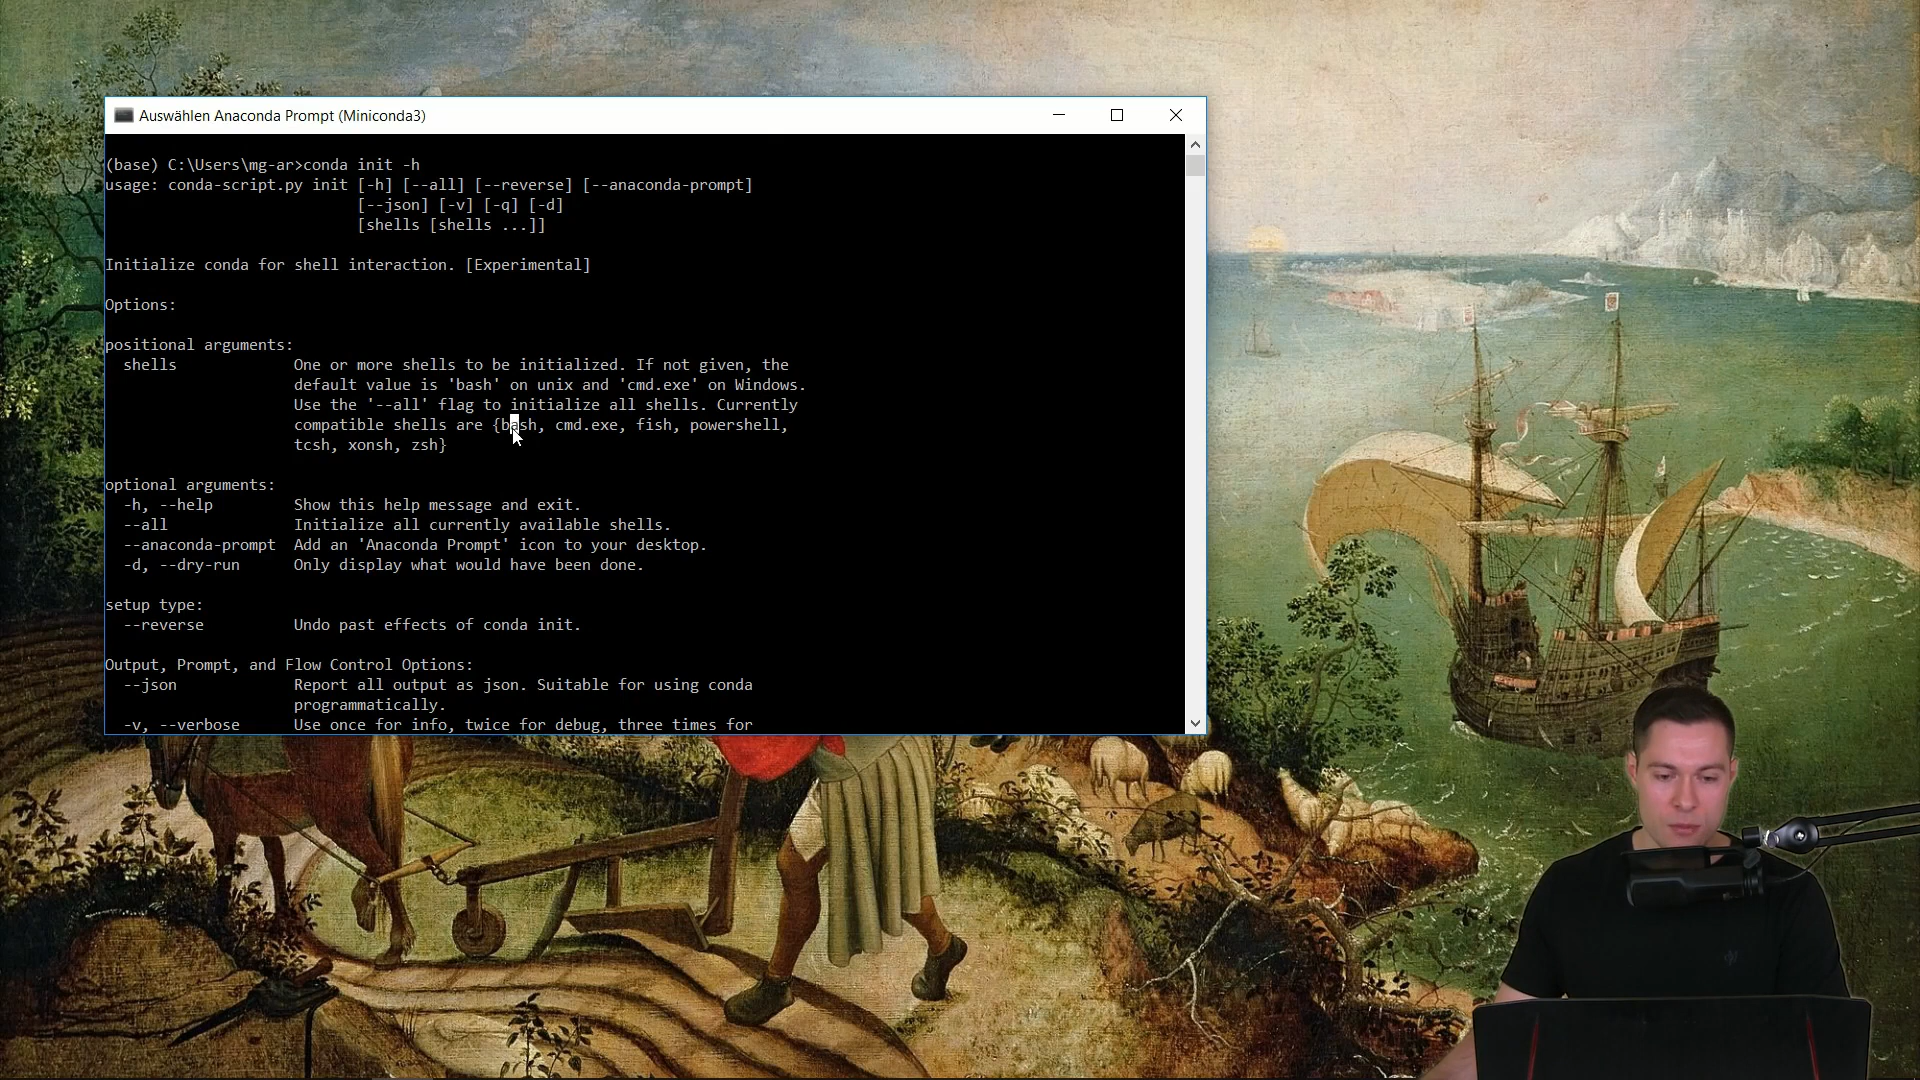 Auswählen Anaconda Prompt (Miniconda3)
(base) C:\Users\mg-ar>conda init -h
usage: conda-script.py init [-h] [--all] [--reverse] [--anaconda-prompt]
[--json] [-v] [-q] [-d]
[shells [shells ...]]
Initialize conda for shell interaction. [Experimental]
Options:
positional arguments:
shells One or more shells to be initialized. If not given, the
default value is 'bash' on unix and 'cmd.exe' on Windows.
Use the '--all' flag to initialize all shells. Currently
compatible shells are {bash, cmd.exe, fish, powershell,
tcsh, xonsh, zsh}
optional arguments:
-h, --help Show this help message and exit.
--all Initialize all currently available shells.
--anaconda-prompt Add an 'Anaconda Prompt' icon to your desktop.
-d, --dry-run Only display what would have been done.
setup type:
--reverse Undo past effects of conda init.
Output, Prompt, and Flow Control Options:
--json Report all output as json. Suitable for using conda
programmatically.
-v, --verbose Use once for info, twice for debug, three times for